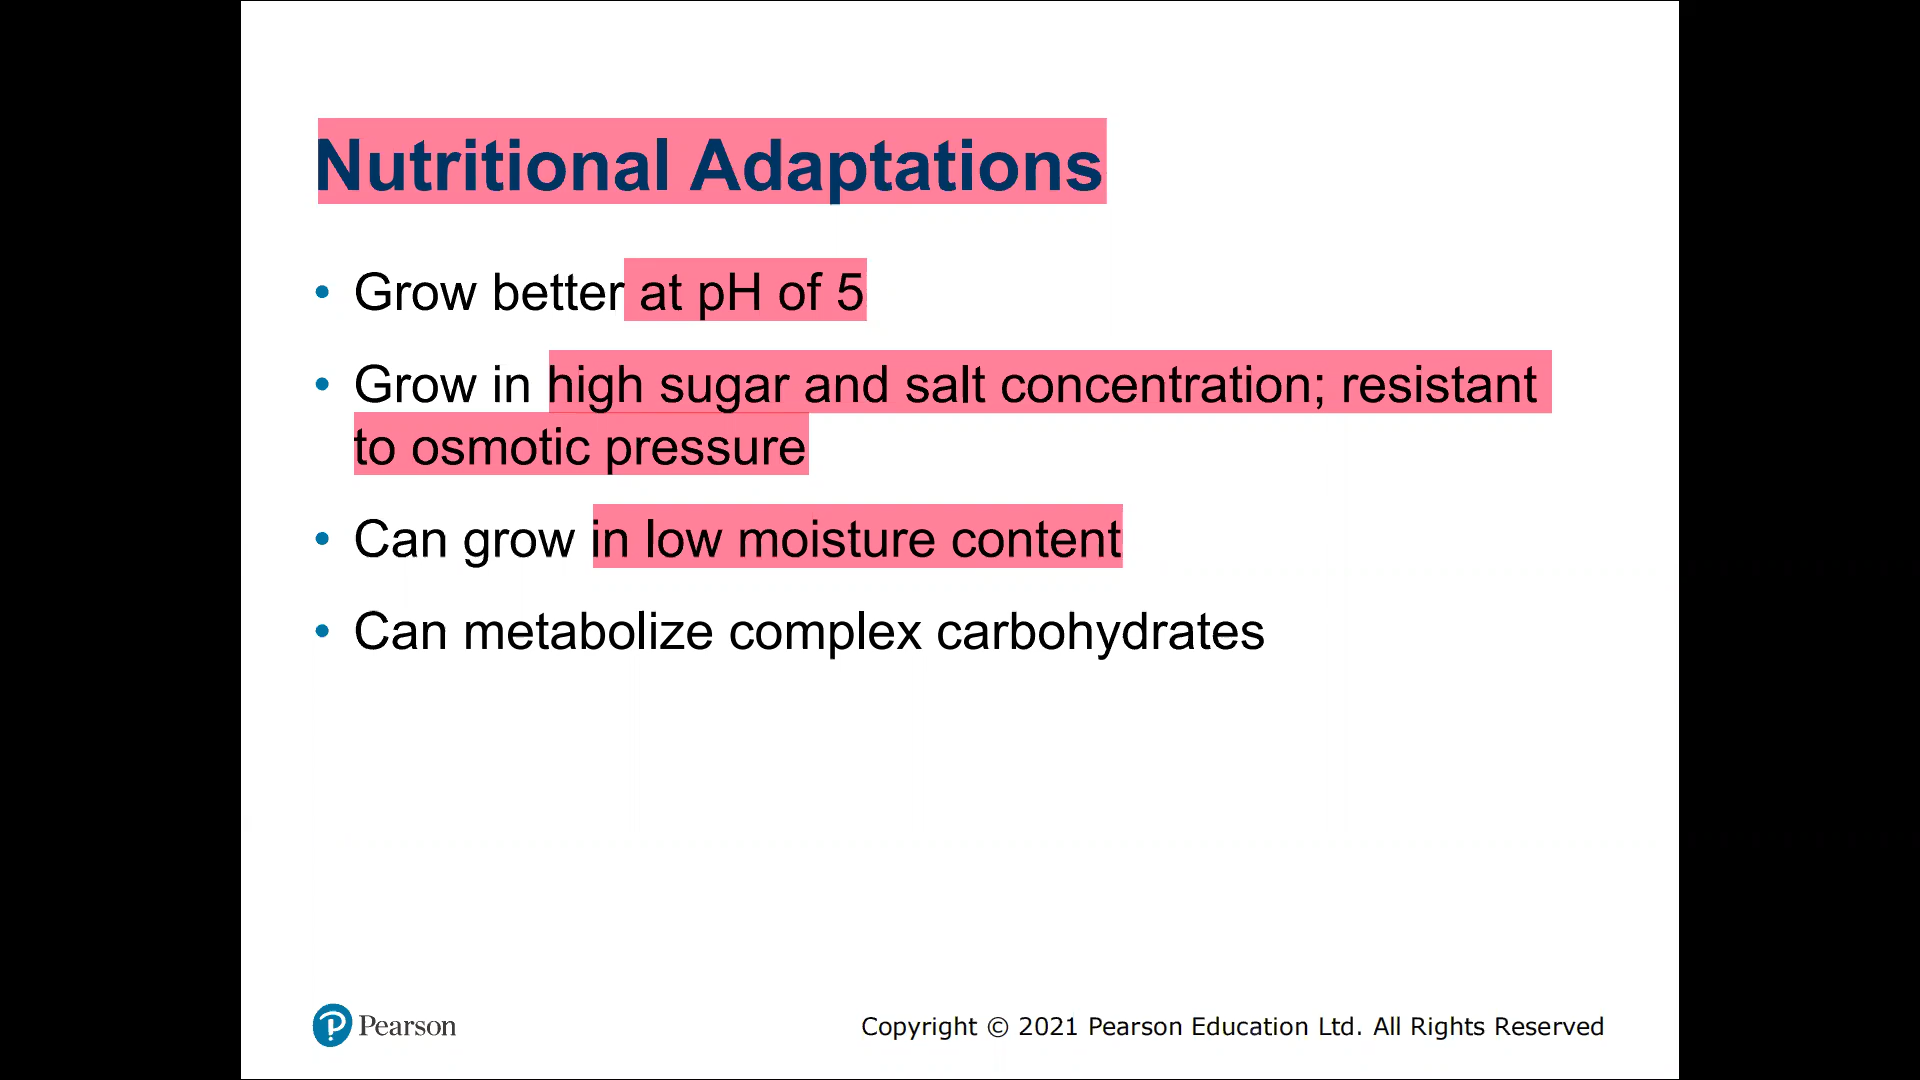 Nutritional Adaptations
• Grow better at pH of 5
• Grow in high sugar and salt concentration; resistant
to osmotic pressure
• Can grow in low moisture content
• Can metabolize complex carbohydrates
Pearson
Copyright © 2021 Pearson Education Ltd. All Rights Reserved